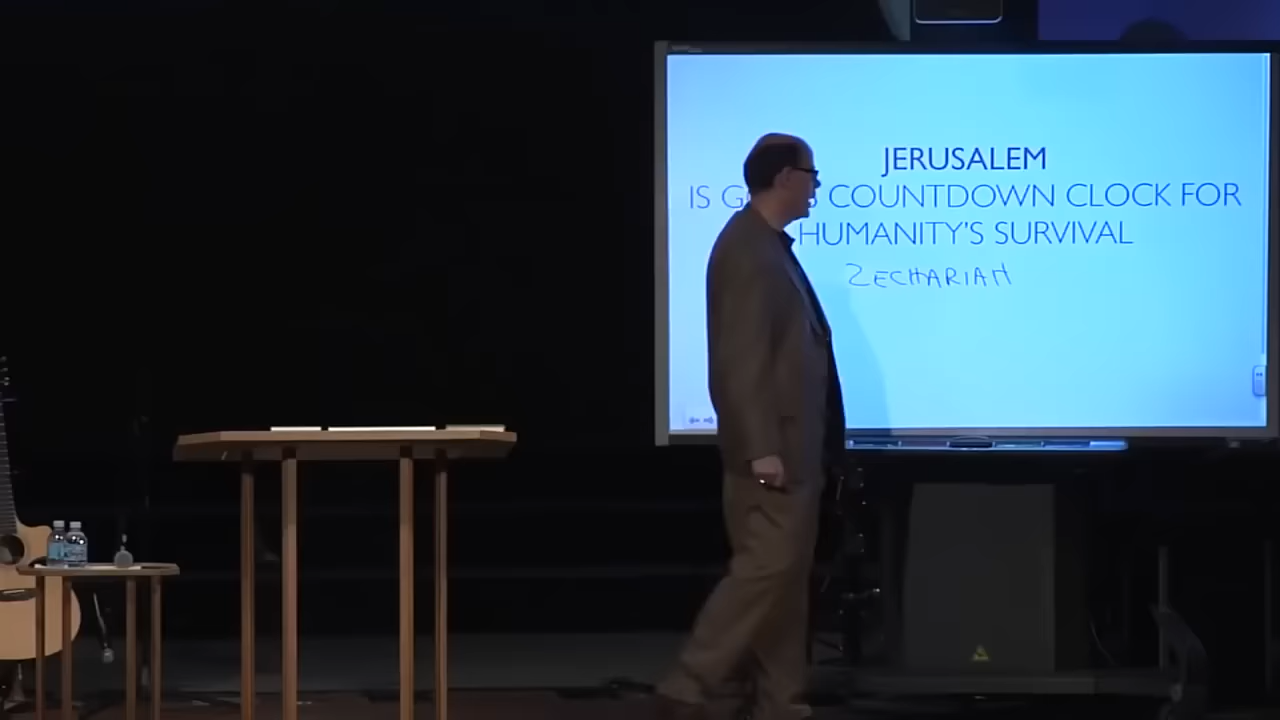 JERUSALEM
IS COUNTDOWN CLOCK FOR
HUMANITY'S SURVIVAL
ZECHARIAH